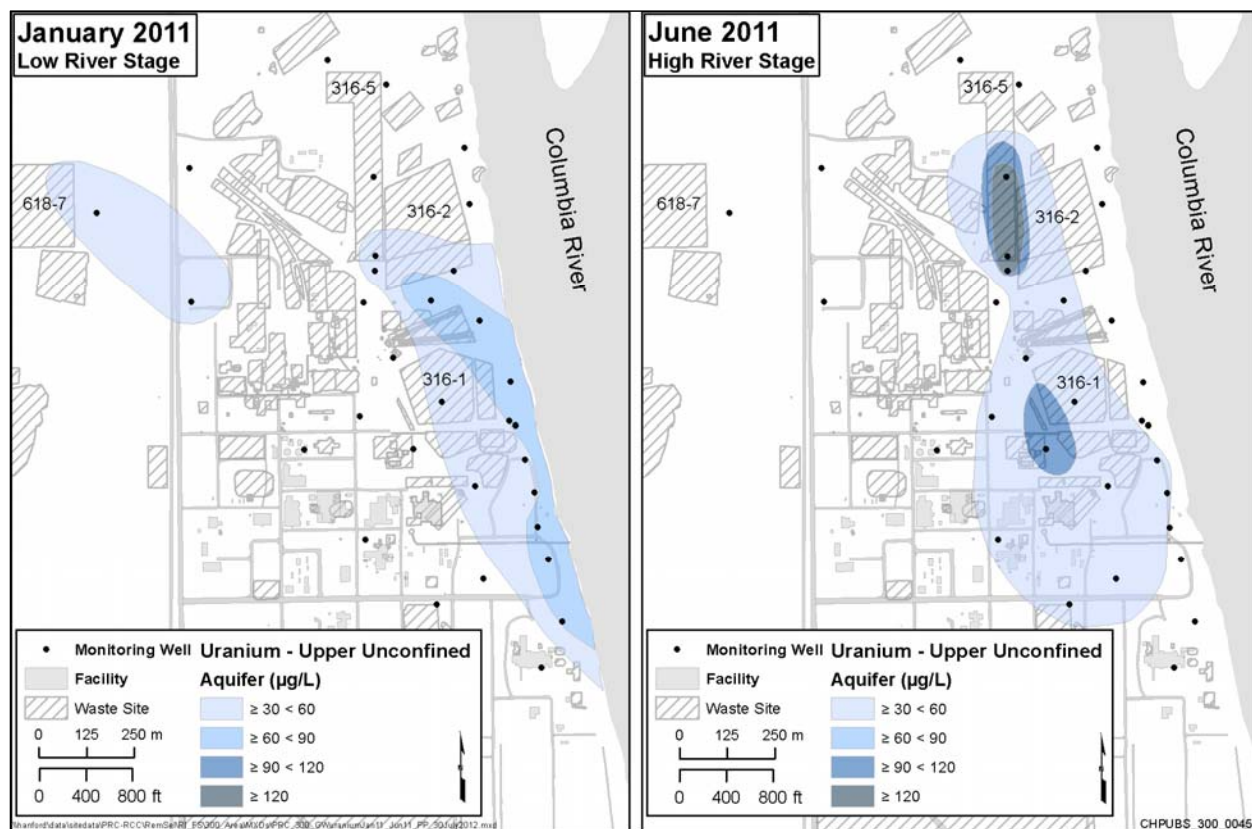 January 2011
Low River Stage
316-5
Columbia River
618-7
316-2
316-1
Monitoring Well
Facility
Waste Site
0 125 250 m
0 400 800 ft
Uranium - Upper Unconfined
Aquifer (µg/L)
≥ 30 < 60
≥ 60 < 90
≥ 90 < 120
≥ 120
June 2011
High River Stage
316-5
Columbia River
618-7
316-2
316-1
Monitoring Well
Facility
Waste Site
0 125 250 m
0 400 800 ft
Uranium - Upper Unconfined
Aquifer (µg/L)
≥ 30 < 60
≥ 60 < 90
≥ 90 < 120
≥ 120
CHPUBS_300_0045